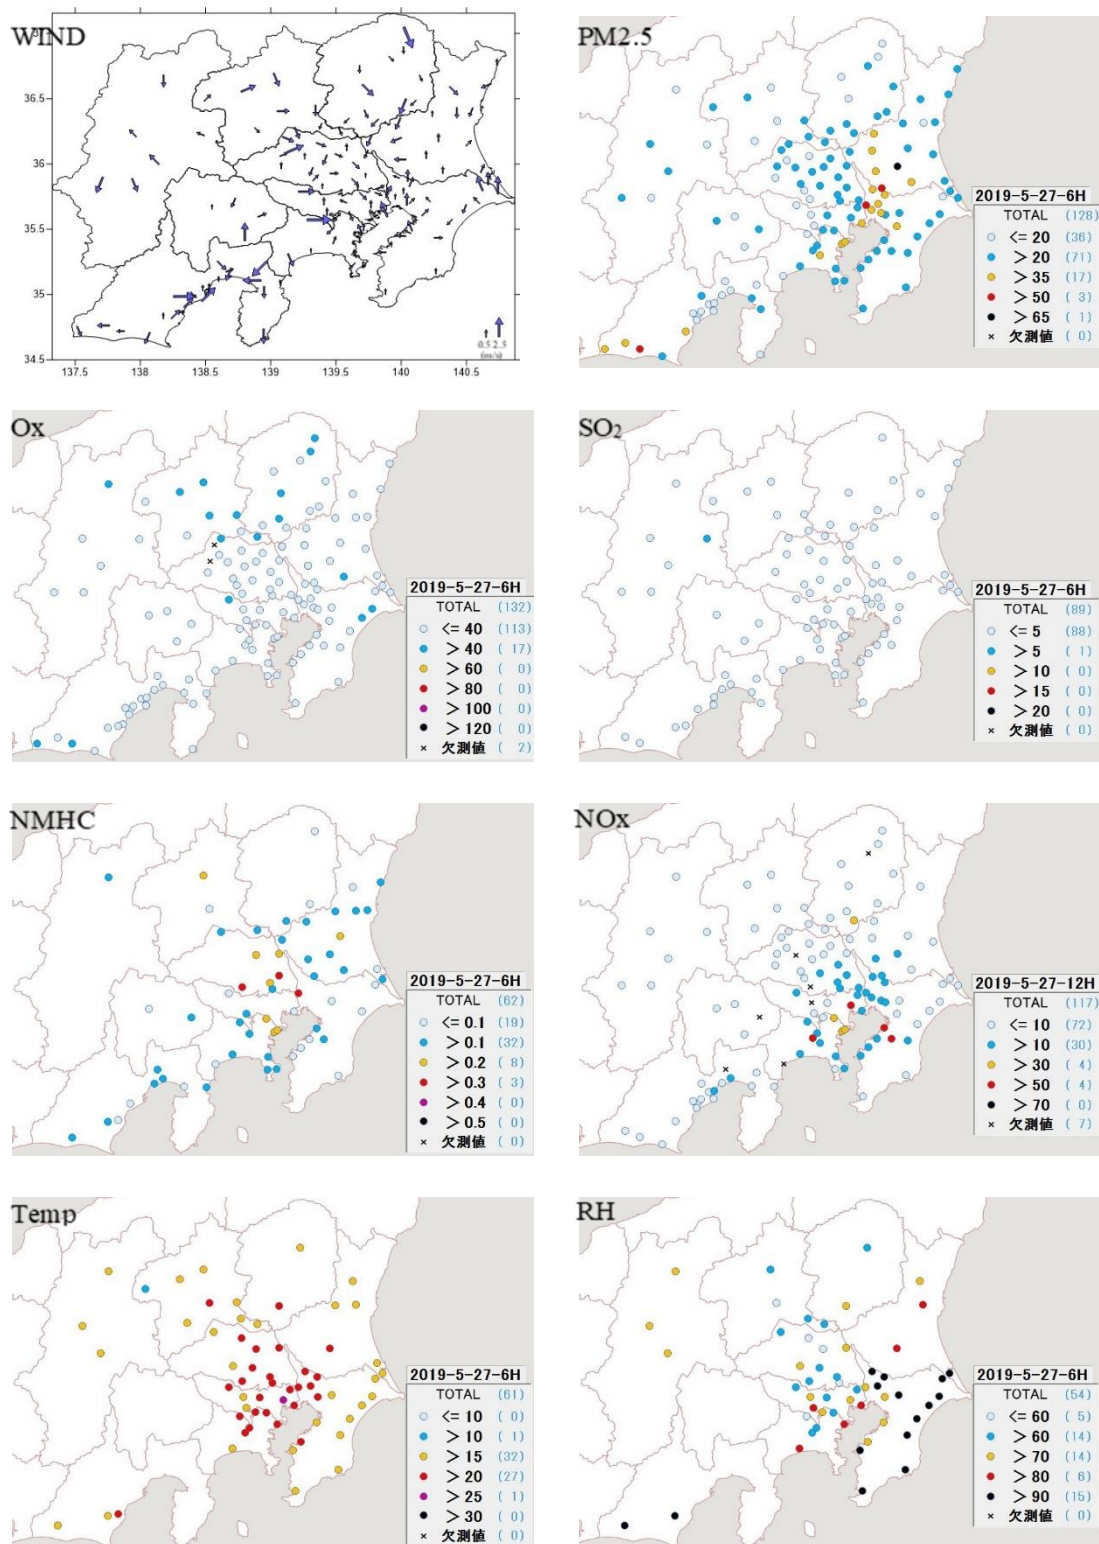 WIND
36.5
36
35.5
35
34.5
137.5 138 138.5 139 139.5 140 140.5
0.5 2.5
(m/s)
PM2.5
2019-5-27-6H
TOTAL (128)
<= 20 (36)
> 20 (71)
> 35 (17)
> 50 ( 3)
> 65 ( 1)
× 欠測値 ( 0)
Ox
2019-5-27-6H
TOTAL (132)
<= 40 (113)
> 40 ( 17)
> 60 ( 0)
> 80 ( 0)
> 100 ( 0)
> 120 ( 0)
× 欠測値 ( 2)
SO₂
2019-5-27-6H
TOTAL (89)
<= 5 (88)
> 5 ( 1)
> 10 ( 0)
> 15 ( 0)
> 20 ( 0)
× 欠測値 ( 0)
NMHC
2019-5-27-6H
TOTAL (62)
<= 0.1 (19)
> 0.1 (32)
> 0.2 ( 8)
> 0.3 ( 3)
> 0.4 ( 0)
> 0.5 ( 0)
× 欠測値 ( 0)
NOx
2019-5-27-12H
TOTAL (117)
<= 10 (72)
> 10 (30)
> 30 ( 4)
> 50 ( 4)
> 70 ( 0)
× 欠測値 ( 7)
Temp
2019-5-27-6H
TOTAL (61)
<= 10 ( 0)
> 10 ( 1)
> 15 (32)
> 20 (27)
> 25 ( 1)
> 30 ( 0)
× 欠測値 ( 0)
RH
2019-5-27-6H
TOTAL (54)
<= 60 ( 5)
> 60 (14)
> 70 (14)
> 80 ( 6)
> 90 (15)
× 欠測値 ( 0)